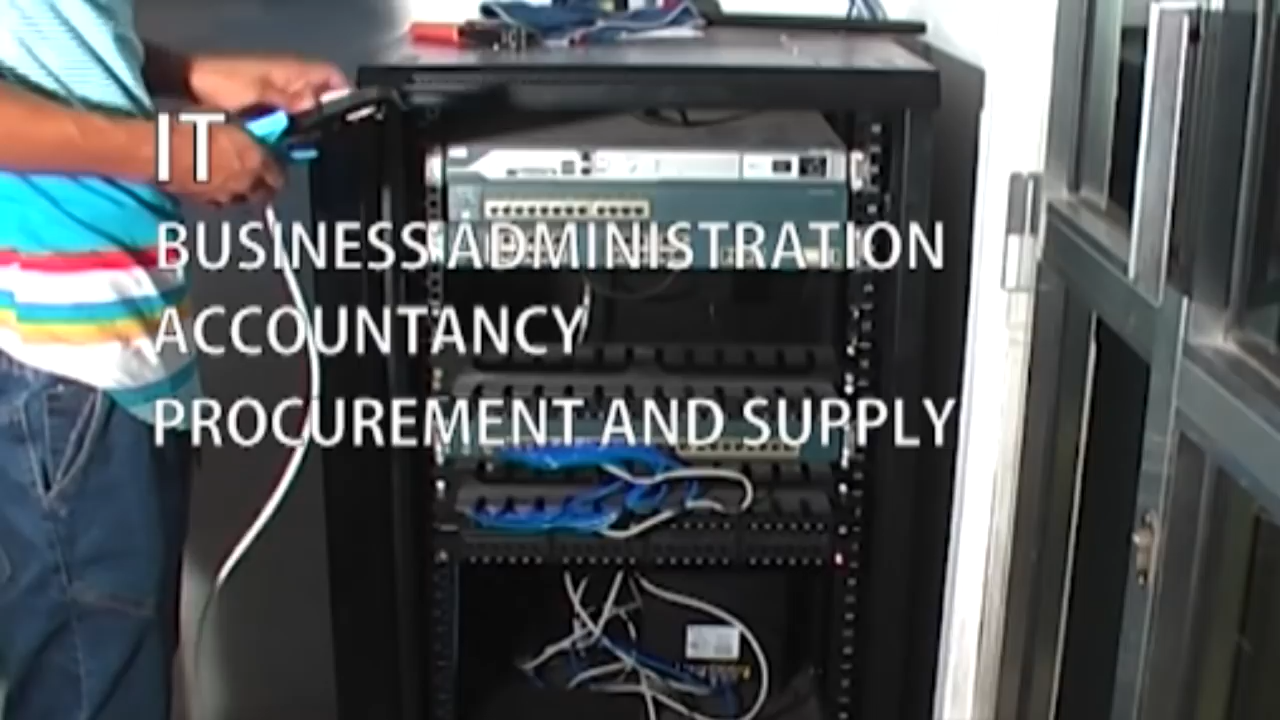 IT
BUSINESS ADMINISTRATION
ACCOUNTANCY
PROCUREMENT AND SUPPLY